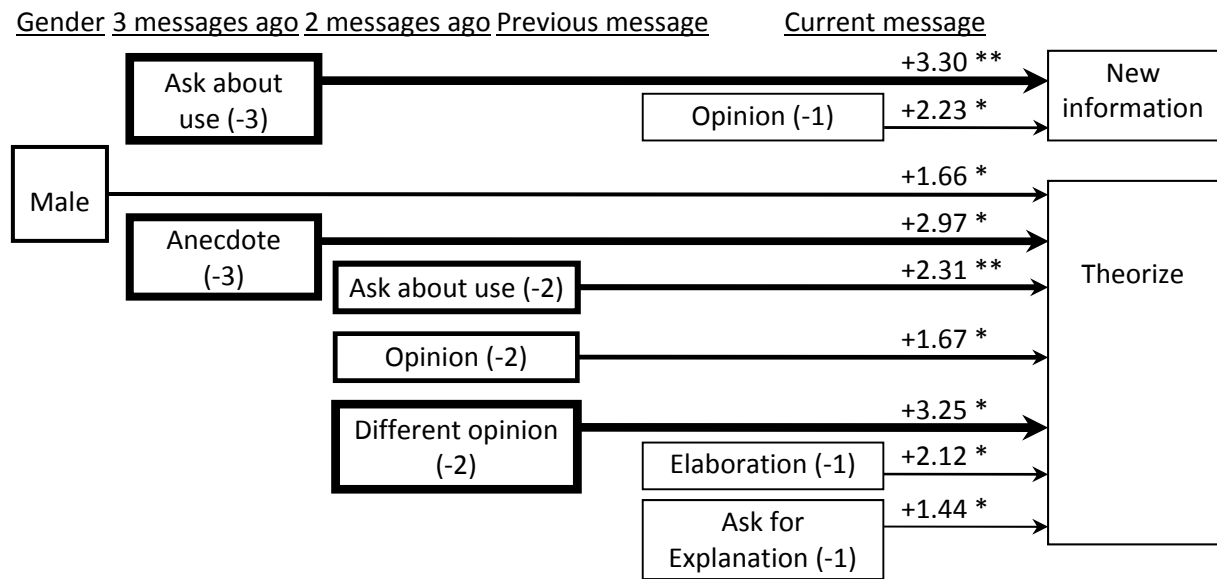 Gender 3 messages ago 2 messages ago Previous message Current message
Ask about
use (-3)
+3.30 **
New
information
Opinion (-1)
+2.23 *
Male
+1.66 *
Theorize
Anecdote
(-3)
+2.97 *
Ask about use (-2)
+2.31 **
Opinion (-2)
+1.67 *
Different opinion
(-2)
+3.25 *
Elaboration (-1)
+2.12 *
Ask for
Explanation (-1)
+1.44 *